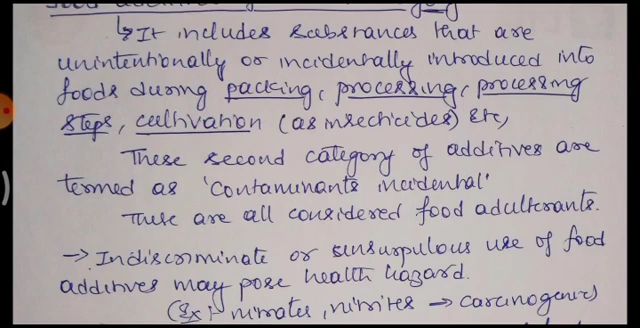 ↳ It includes substances that are
unintentionally or incidentally introduced into
foods during packing, processing, processing
steps, cultivation (as insecticides) etc,
These second category of additives are
termed as 'contaminants incidental'
These are all considered food adulterants.
→ Indiscriminate or unsurpulous use of food
additives may pose health hazard.
(Ex: nitrates, nitrites → carcinogenic)